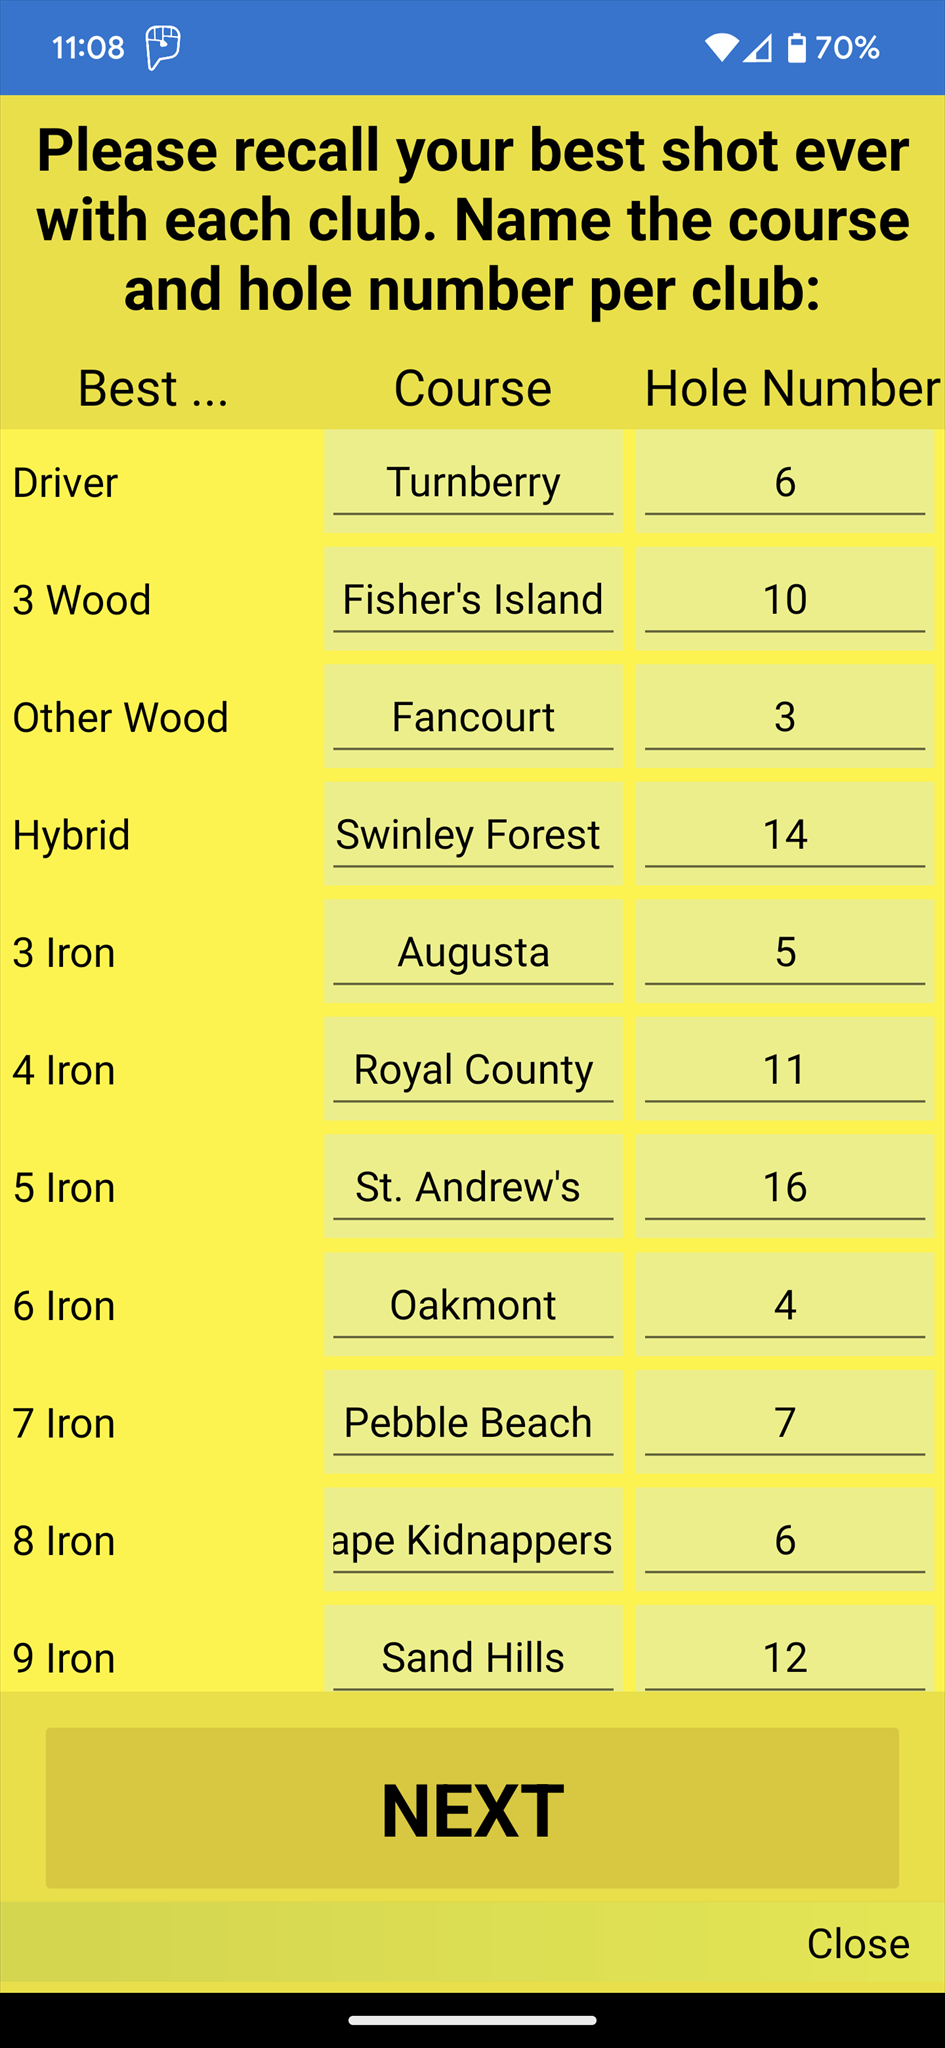 11:08 70%
Please recall your best shot ever
with each club. Name the course
and hole number per club:
Best ... Course Hole Number
Driver Turnberry 6
3 Wood Fisher's Island 10
Other Wood Fancourt 3
Hybrid Swinley Forest 14
3 Iron Augusta 5
4 Iron Royal County 11
5 Iron St. Andrew's 16
6 Iron Oakmont 4
7 Iron Pebble Beach 7
8 Iron ape Kidnappers 6
9 Iron Sand Hills 12
NEXT
Close